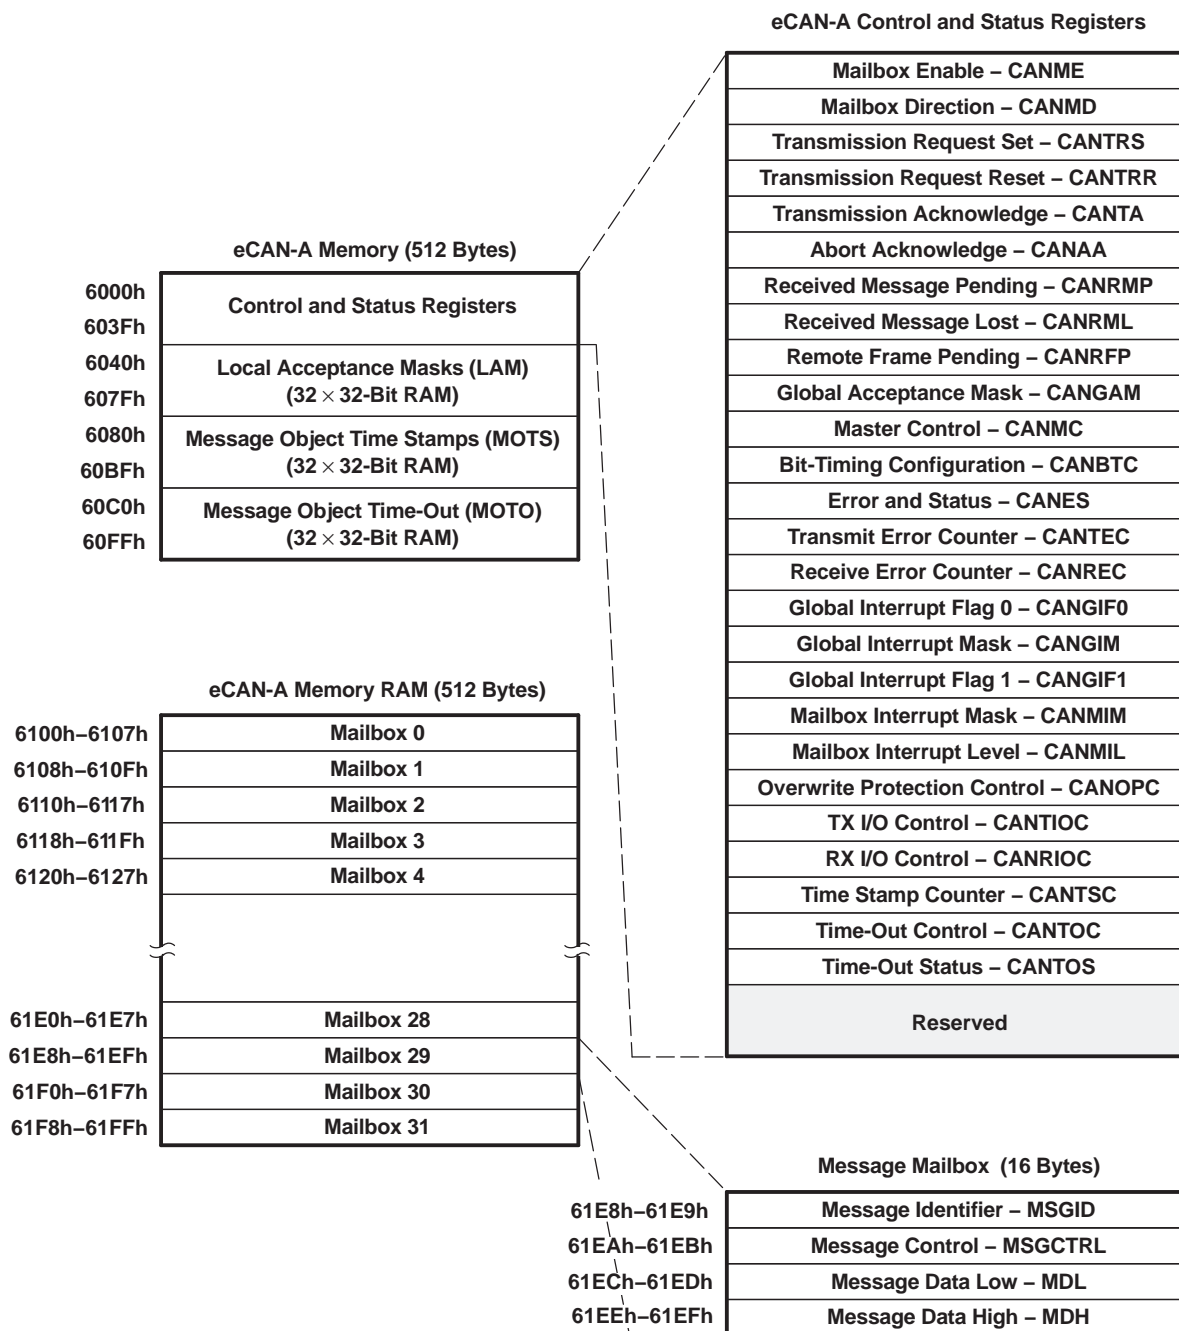 eCAN-A Control and Status Registers
Mailbox Enable – CANME
Mailbox Direction – CANMD
Transmission Request Set – CANTRS
Transmission Request Reset – CANTRR
Transmission Acknowledge – CANTA
Abort Acknowledge – CANAA
Received Message Pending – CANRMP
Received Message Lost – CANRML
Remote Frame Pending – CANRFP
Global Acceptance Mask – CANGAM
Master Control – CANMC
Bit-Timing Configuration – CANBTC
Error and Status – CANES
Transmit Error Counter – CANTEC
Receive Error Counter – CANREC
Global Interrupt Flag 0 – CANGIF0
Global Interrupt Mask – CANGIM
Global Interrupt Flag 1 – CANGIF1
Mailbox Interrupt Mask – CANMIM
Mailbox Interrupt Level – CANMIL
Overwrite Protection Control – CANOPC
TX I/O Control – CANTIOC
RX I/O Control – CANRIOC
Time Stamp Counter – CANTSC
Time-Out Control – CANTOC
Time-Out Status – CANTOS
Reserved
eCAN-A Memory (512 Bytes)
6000h
Control and Status Registers
603Fh
6040h
Local Acceptance Masks (LAM)
(32 × 32-Bit RAM)
607Fh
6080h
Message Object Time Stamps (MOTS)
(32 × 32-Bit RAM)
60BFh
60C0h
Message Object Time-Out (MOTO)
(32 × 32-Bit RAM)
60FFh
eCAN-A Memory RAM (512 Bytes)
6100h–6107h Mailbox 0
6108h–610Fh Mailbox 1
6110h–6117h Mailbox 2
6118h–611Fh Mailbox 3
6120h–6127h Mailbox 4
61E0h–61E7h Mailbox 28
61E8h–61EFh Mailbox 29
61F0h–61F7h Mailbox 30
61F8h–61FFh Mailbox 31
Message Mailbox (16 Bytes)
61E8h–61E9h Message Identifier – MSGID
61EAh–61EBh Message Control – MSGCTRL
61ECh–61EDh Message Data Low – MDL
61EEh–61EFh Message Data High – MDH